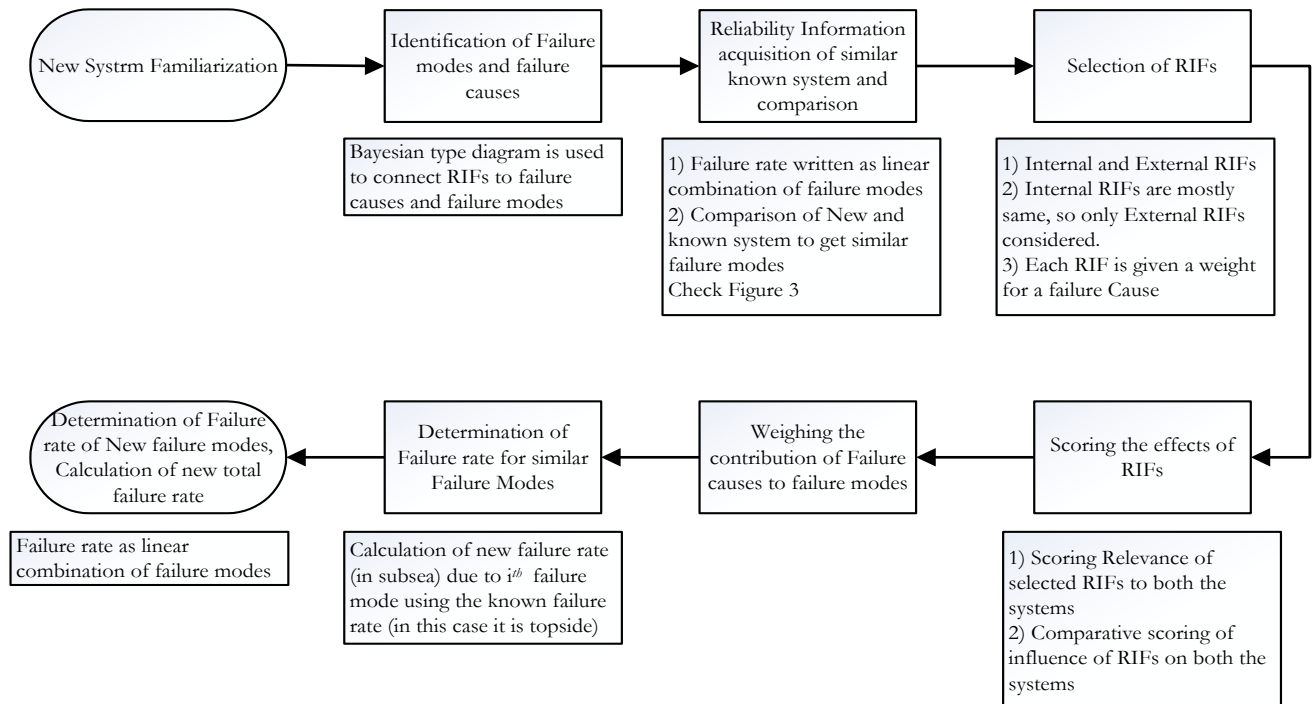 New Systrm Familiarization
Identification of Failure
modes and failure
causes
Bayesian type diagram is used
to connect RIFs to failure
causes and failure modes
Reliability Information
acquisition of similar
known system and
comparison
1) Failure rate written as linear
combination of failure modes
2) Comparison of New and
known system to get similar
failure modes
Check Figure 3
Selection of RIFs
1) Internal and External RIFs
2) Internal RIFs are mostly
same, so only External RIFs
considered.
3) Each RIF is given a weight
for a failure Cause
Scoring the effects of
RIFs
1) Scoring Relevance of
selected RIFs to both the
systems
2) Comparative scoring of
influence of RIFs on both the
systems
Weighing the
contribution of Failure
causes to failure modes
Determination of
Failure rate for similar
Failure Modes
Calculation of new failure rate
(in subsea) due to ith failure
mode using the known failure
rate (in this case it is topside)
Determination of Failure
rate of New failure modes,
Calculation of new total
failure rate
Failure rate as linear
combination of failure modes